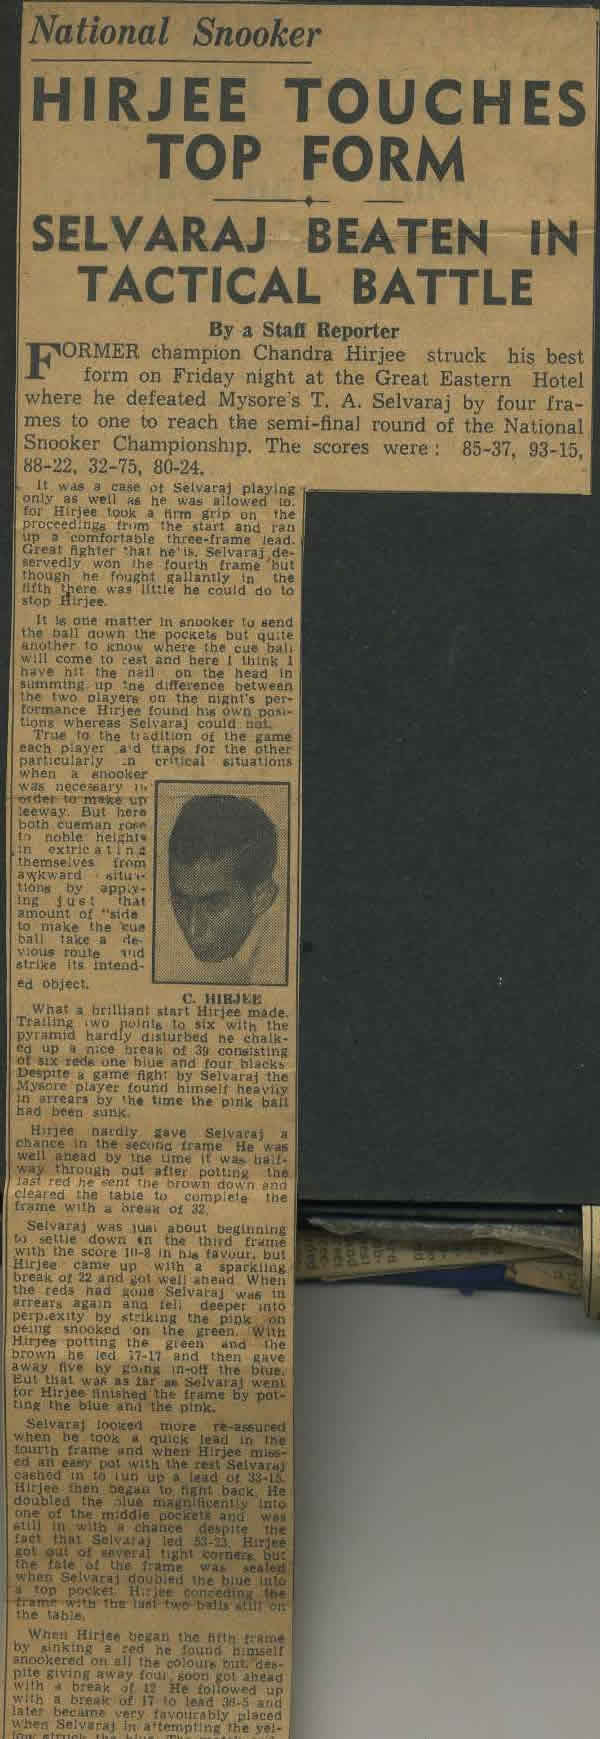 National Snooker
HIRJEE TOUCHES
TOP FORM
SELVARAJ BEATEN IN
TACTICAL BATTLE
By a Staff Reporter
FORMER champion Chandra Hirjee struck his best
form on Friday night at the Great Eastern Hotel
where he defeated Mysore's T. A. Selvaraj by four fra-
mes to one to reach the semi-final round of the National
Snooker Championship. The scores were: 85-37, 93-15,
88-22, 32-75, 80-24.
It was a case of Selvaraj playing
only as well as he was allowed to.
for Hirjee took a firm grip on the
proceedings from the start and ran
up a comfortable three-frame lead.
Great fighter that he is, Selvaraj de-
servedly won the fourth frame but
though he fought gallantly in the
fifth there was little he could do to
stop Hirjee.
It is one matter in snooker to send
the ball down the pockets but quite
another to know where the cue ball
will come to rest and here I think I
have hit the nail on the head in
summing up the difference between
the two players on the night's per-
formance Hirjee found his own posi-
tions whereas Selvaraj could not.
True to the tradition of the game
each player laid traps for the other
particularly in critical situations
when a snooker
was necessary in
order to make up
leeway. But here
both cueman rose
to noble heights
in extricating
themselves from
awkward situa-
tions by apply-
ing just that
amount of "side
to make the cue
ball take a de-
vious route and
strike its intend-
ed object.
C. HIRJEE
What a brilliant start Hirjee made.
Trailing two points to six with the
pyramid hardly disturbed he chalk-
ed up a nice break of 39 consisting
of six reds one blue and four blacks
Despite a game fight by Selvaraj the
Mysore player found himself heavily
in arrears by the time the pink ball
had been sunk.
Hirjee hardly gave Selvaraj a
chance in the second frame He was
well ahead by the time it was half-
way through but after potting the
last red he sent the brown down and
cleared the table to complete the
frame with a break of 32.
Selvaraj was just about beginning
to settle down in the third frame
with the score 10-8 in his favour, but
Hirjee came up with a sparkling
break of 22 and got well ahead When
the reds had gone Selvaraj was in
arrears again and fell deeper into
perplexity by striking the pink on
being snooked on the green. With
Hirjee potting the green and the
brown he led 77-17 and then gave
away five by going in-off the blue.
But that was as far as Selvaraj went
for Hirjee finished the frame by pot-
ting the blue and the pink.
Selvaraj looked more re-assured
when he took a quick lead in the
fourth frame and when Hirjee miss-
ed an easy pot with the rest Selvaraj
cashed in to run up a lead of 33-15.
Hirjee then began to fight back. He
doubled the blue magnificently into
one of the middle pockets and was
still in with a chance despite the
fact that Selvaraj led 53-23. Hirjee
got out of several tight corners but
the fate of the frame was sealed
when Selvaraj doubled the blue into
a top pocket Hirjee conceding the
frame with the last two balls still on
the table.
When Hirjee began the fifth frame
by sinking a red he found himself
snookered on all the colours but des-
pite giving away four, soon got ahead
with a break of 12 He followed up
with a break of 17 to lead 36-5 and
later became very favourably placed
when Selvaraj in attempting the yel-
low struck the blue. The